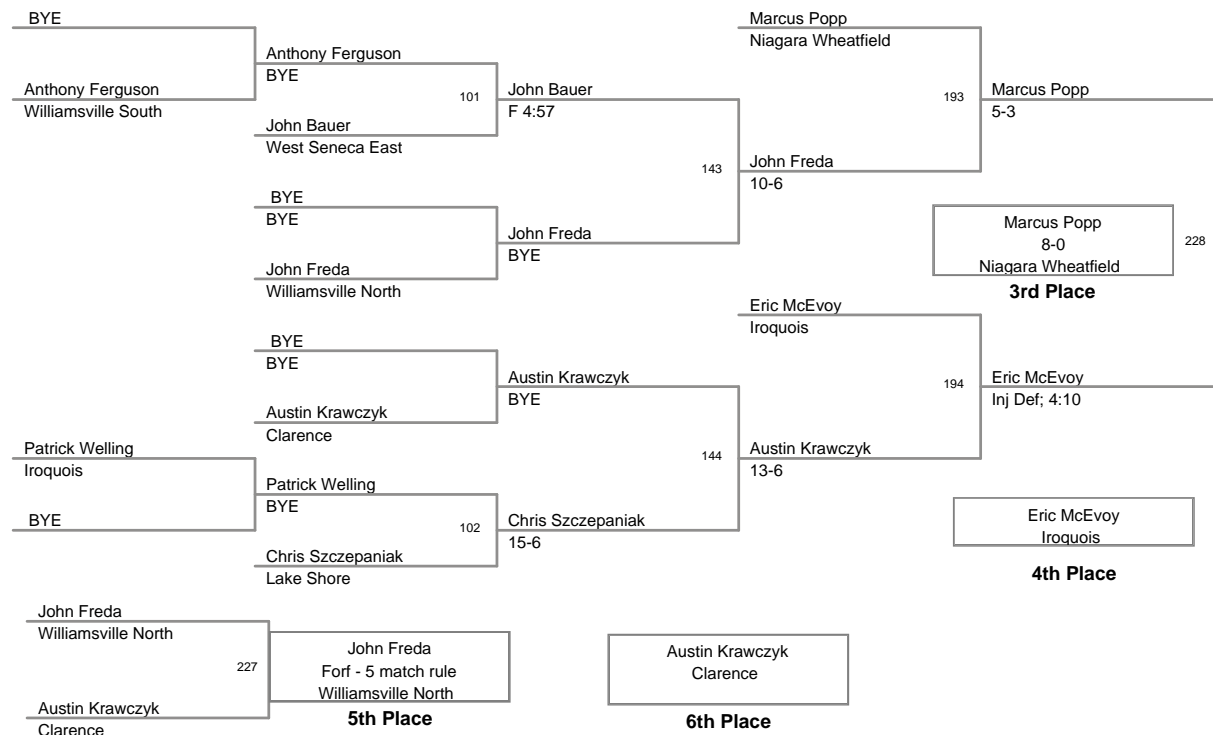 BYE
Anthony Ferguson
Williamsville South
Anthony Ferguson
BYE
101
John Bauer
West Seneca East
John Bauer
F 4:57
BYE
BYE
John Freda
Williamsville North
John Freda
BYE
143
John Freda
10-6
Marcus Popp
Niagara Wheatfield
193
Marcus Popp
5-3
Marcus Popp
8-0
Niagara Wheatfield
228
3rd Place
BYE
BYE
Austin Krawczyk
Clarence
Austin Krawczyk
BYE
Patrick Welling
Iroquois
BYE
Patrick Welling
BYE
102
Chris Szczepaniak
Lake Shore
Chris Szczepaniak
15-6
144
Austin Krawczyk
13-6
Eric McEvoy
Iroquois
194
Eric McEvoy
Inj Def; 4:10
Eric McEvoy
Iroquois
4th Place
John Freda
Williamsville North
227
Austin Krawczyk
Clarence
John Freda
Forf - 5 match rule
Williamsville North
5th Place
Austin Krawczyk
Clarence
6th Place